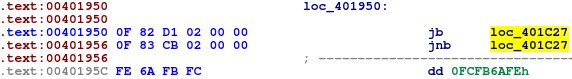 .text:00401950 loc_401950:
.text:00401950
.text:00401950 0F 82 D1 02 00 00 jb loc_401C27
.text:00401956 0F 83 CB 02 00 00 jnb loc_401C27
.text:00401956 ; ---------------------------------
.text:0040195C FE 6A FB FC dd 0FCFB6AFEh